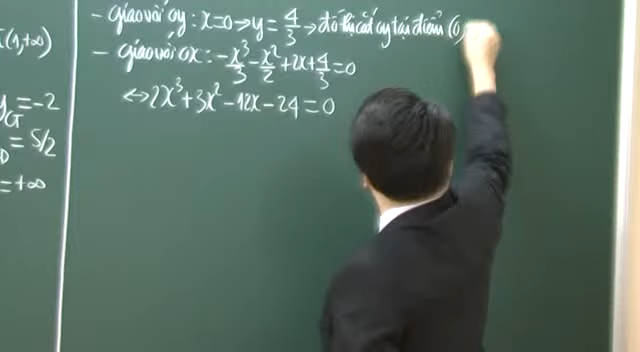 - giao với oy : x=0 → y = 4/3 → đồ thị cắt oy tại điểm (0,
- giao với ox : -x³/3 - x²/2 + 2x + 4/3 = 0
↔ 2x³ + 3x² - 12x - 24 = 0
(1, +∞)
= -2
= 5/2
= +∞